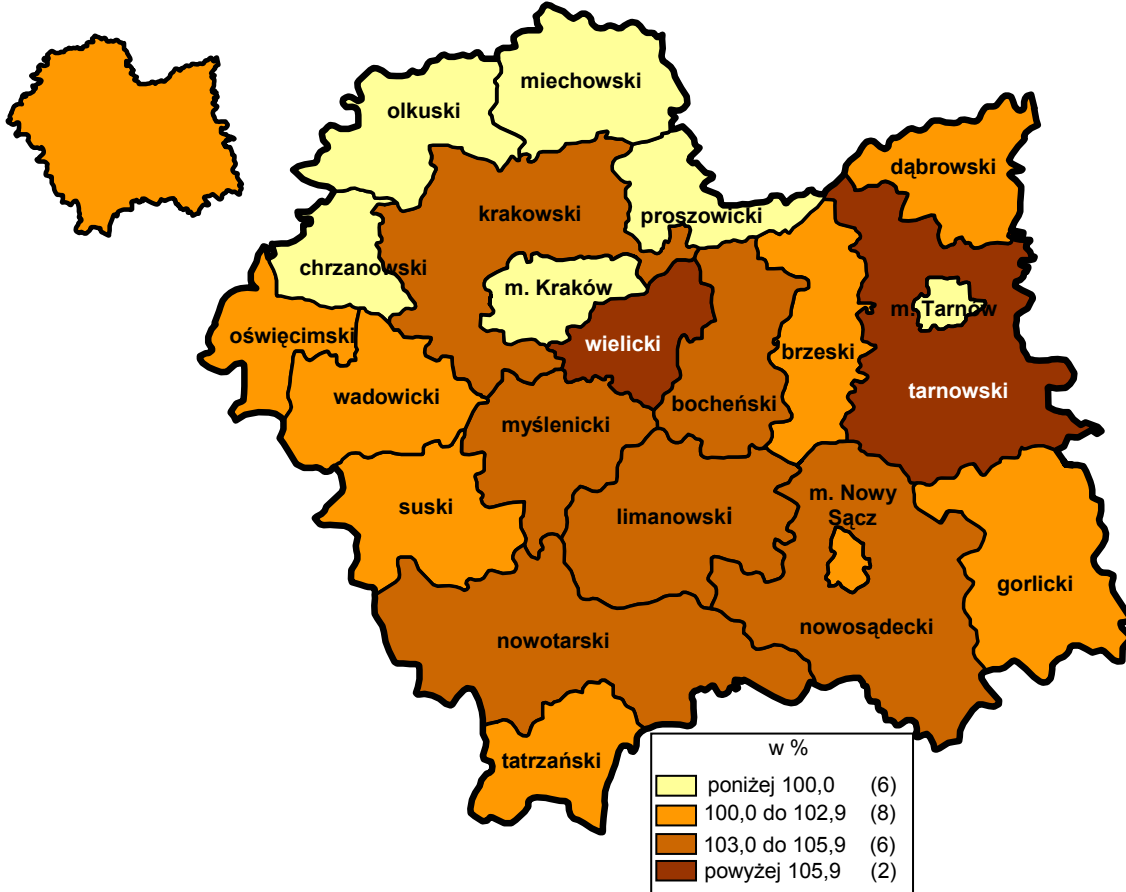 miechowski
olkuski
dąbrowski
krakowski
proszowicki
chrzanowski
m. Kraków
m. Tarnów
oświęcimski
wielicki
brzeski
wadowicki
bocheński
tarnowski
myślenicki
m. Nowy
Sącz
suski
limanowski
gorlicki
nowosądecki
nowotarski
tatrzański
w %
poniżej 100,0 (6)
100,0 do 102,9 (8)
103,0 do 105,9 (6)
powyżej 105,9 (2)